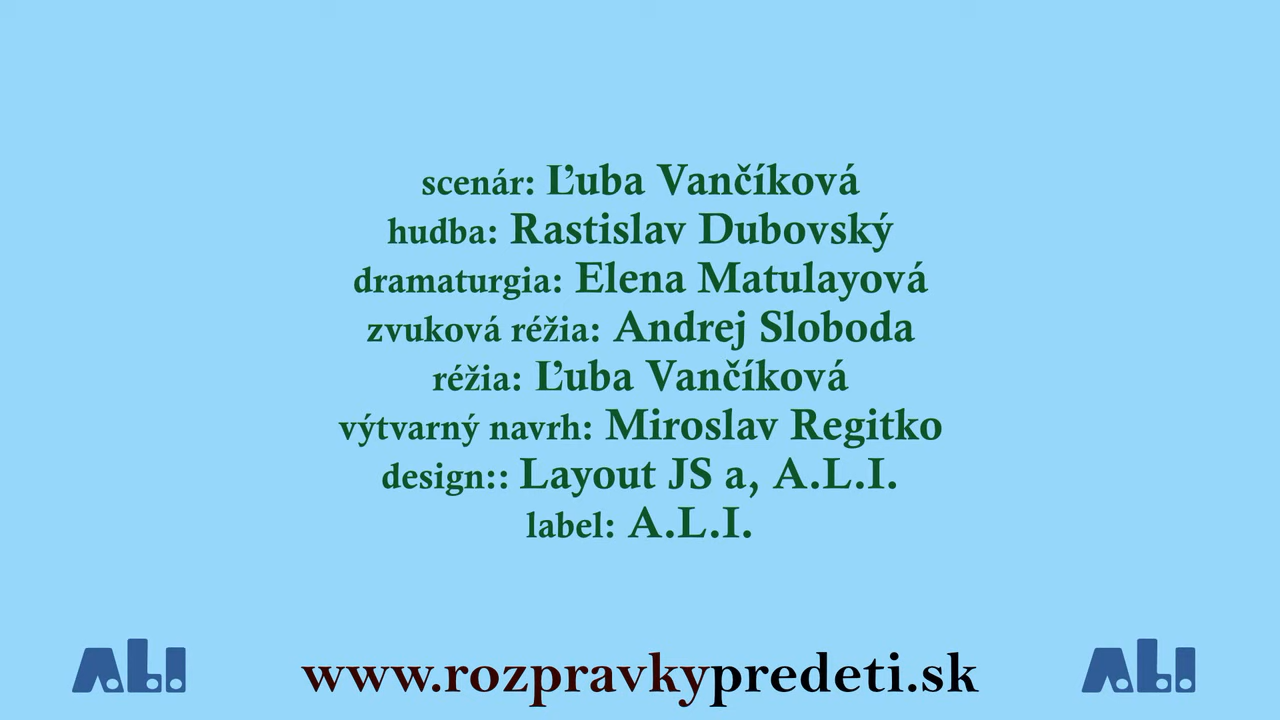 scenár: Ľuba Vančíková
hudba: Rastislav Dubovský
dramaturgia: Elena Matulayová
zvuková réžia: Andrej Sloboda
réžia: Ľuba Vančíková
výtvarný navrh: Miroslav Regitko
design:: Layout JS a, A.L.I.
label: A.L.I.
A.L.I. www.rozpravkypredeti.sk A.L.I.